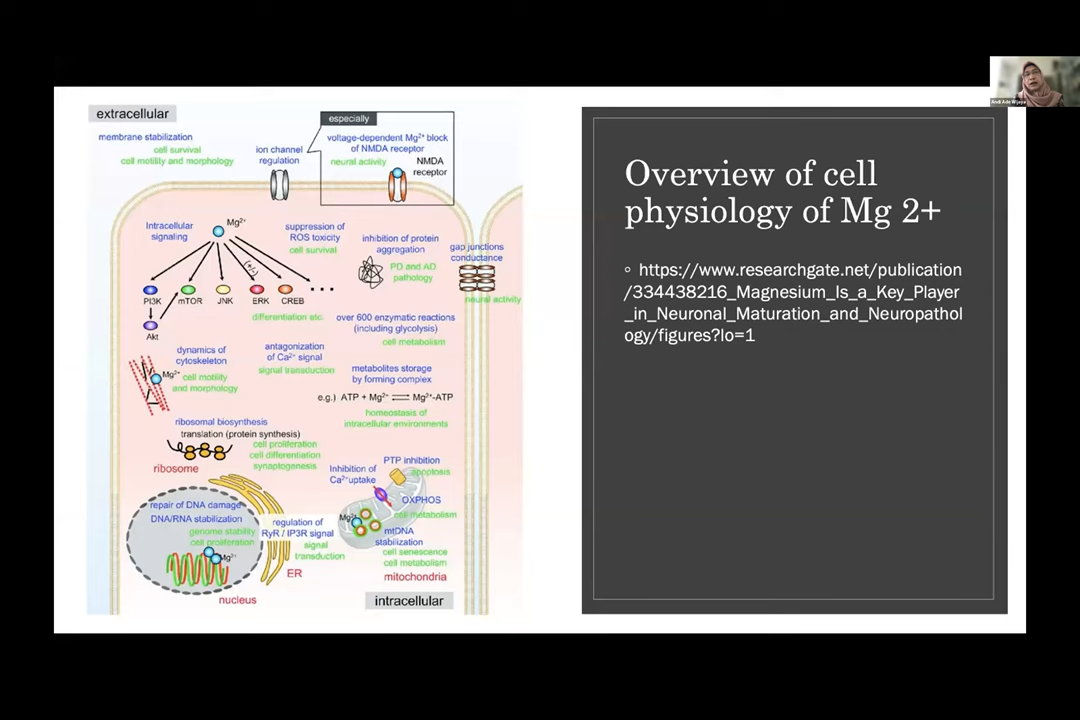 extracellular
membrane stabilization
cell survival
cell motility and morphology
ion channel
regulation
especially
voltage-dependent Mg²⁺ block
of NMDA receptor
neural activity
NMDA
receptor
Intracellular
signaling
Mg²⁺
suppression of
ROS toxicity
cell survival
inhibition of protein
aggregation
PD and AD
pathology
gap junctions
conductance
neural activity
(+/-)
PI3K
mTOR
JNK
ERK
CREB
Akt
differentiation etc.
over 600 enzymatic reactions
(including glycolysis)
cell metabolism
dynamics of
cytoskeleton
Mg²⁺
cell motility
and morphology
antagonization
of Ca²⁺ signal
signal transduction
metabolites storage
by forming complex
e.g.) ATP + Mg²⁺ ⇌ Mg²⁺-ATP
homeostasis of
intracellular environments
ribosomal biosynthesis
translation (protein synthesis)
cell proliferation
cell differentiation
synaptogenesis
ribosome
PTP inhibition
apoptosis
Inhibition of
Ca²⁺uptake
OXPHOS
cell metabolism
Mg²⁺
mtDNA
stabilization
cell senescence
cell metabolism
mitochondria
repair of DNA damage
DNA/RNA stabilization
genome stability
cell proliferation
Mg²⁺
nucleus
regulation of
RyR / IP3R signal
signal
transduction
ER
intracellular
Overview of cell
physiology of Mg 2+
https://www.researchgate.net/publication
/334438216_Magnesium_Is_a_Key_Player
_in_Neuronal_Maturation_and_Neuropathol
ogy/figures?lo=1
Andi Ade Wijaya